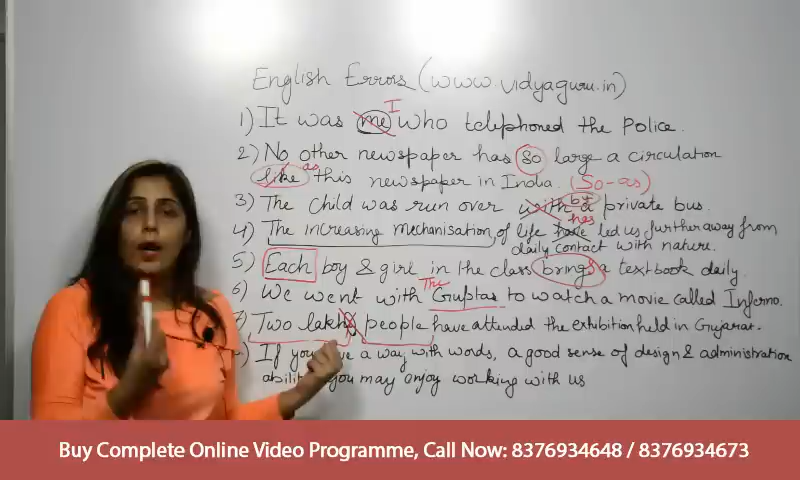 English Errors (www.vidyaguru.in)
I
1) It was me who telephoned the Police.
2) No other newspaper has so large a circulation
as
like this newspaper in India. (So-as)
by
3) The child was run over with a private bus.
has
4) The increasing mechanisation of life have led us further away from
daily contact with nature.
5) Each boy & girl in the class brings a textbook daily.
The
6) We went with Guptas to watch a movie called Inferno.
7) Two lakhs people have attended the exhibition held in Gujarat.
If you a way with words, a good sense of design & administration
you may enjoy working with us
Buy Complete Online Video Programme, Call Now: 8376934648 / 8376934673